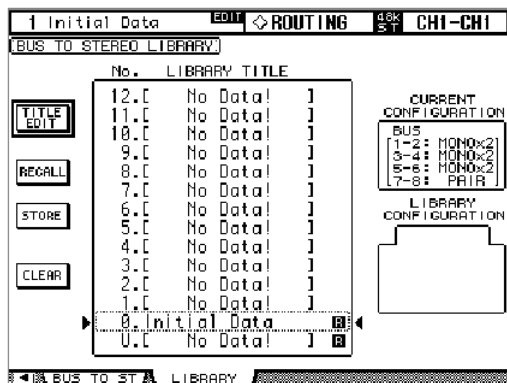 1 Initial Data EDIT ROUTING 48K ST CH1-CH1
BUS TO STEREO LIBRARY
No. LIBRARY TITLE
12.[ No Data! ]
11.[ No Data! ]
10.[ No Data! ]
9.[ No Data! ]
8.[ No Data! ]
7.[ No Data! ]
6.[ No Data! ]
5.[ No Data! ]
4.[ No Data! ]
3.[ No Data! ]
2.[ No Data! ]
1.[ No Data! ]
0.Initial Data R
U.[ No Data! ] R
TITLE EDIT
RECALL
STORE
CLEAR
CURRENT CONFIGURATION
BUS
1-2: MONOx2
3-4: MONOx2
5-6: MONOx2
7-8: PAIR
LIBRARY CONFIGURATION
BUS TO ST LIBRARY